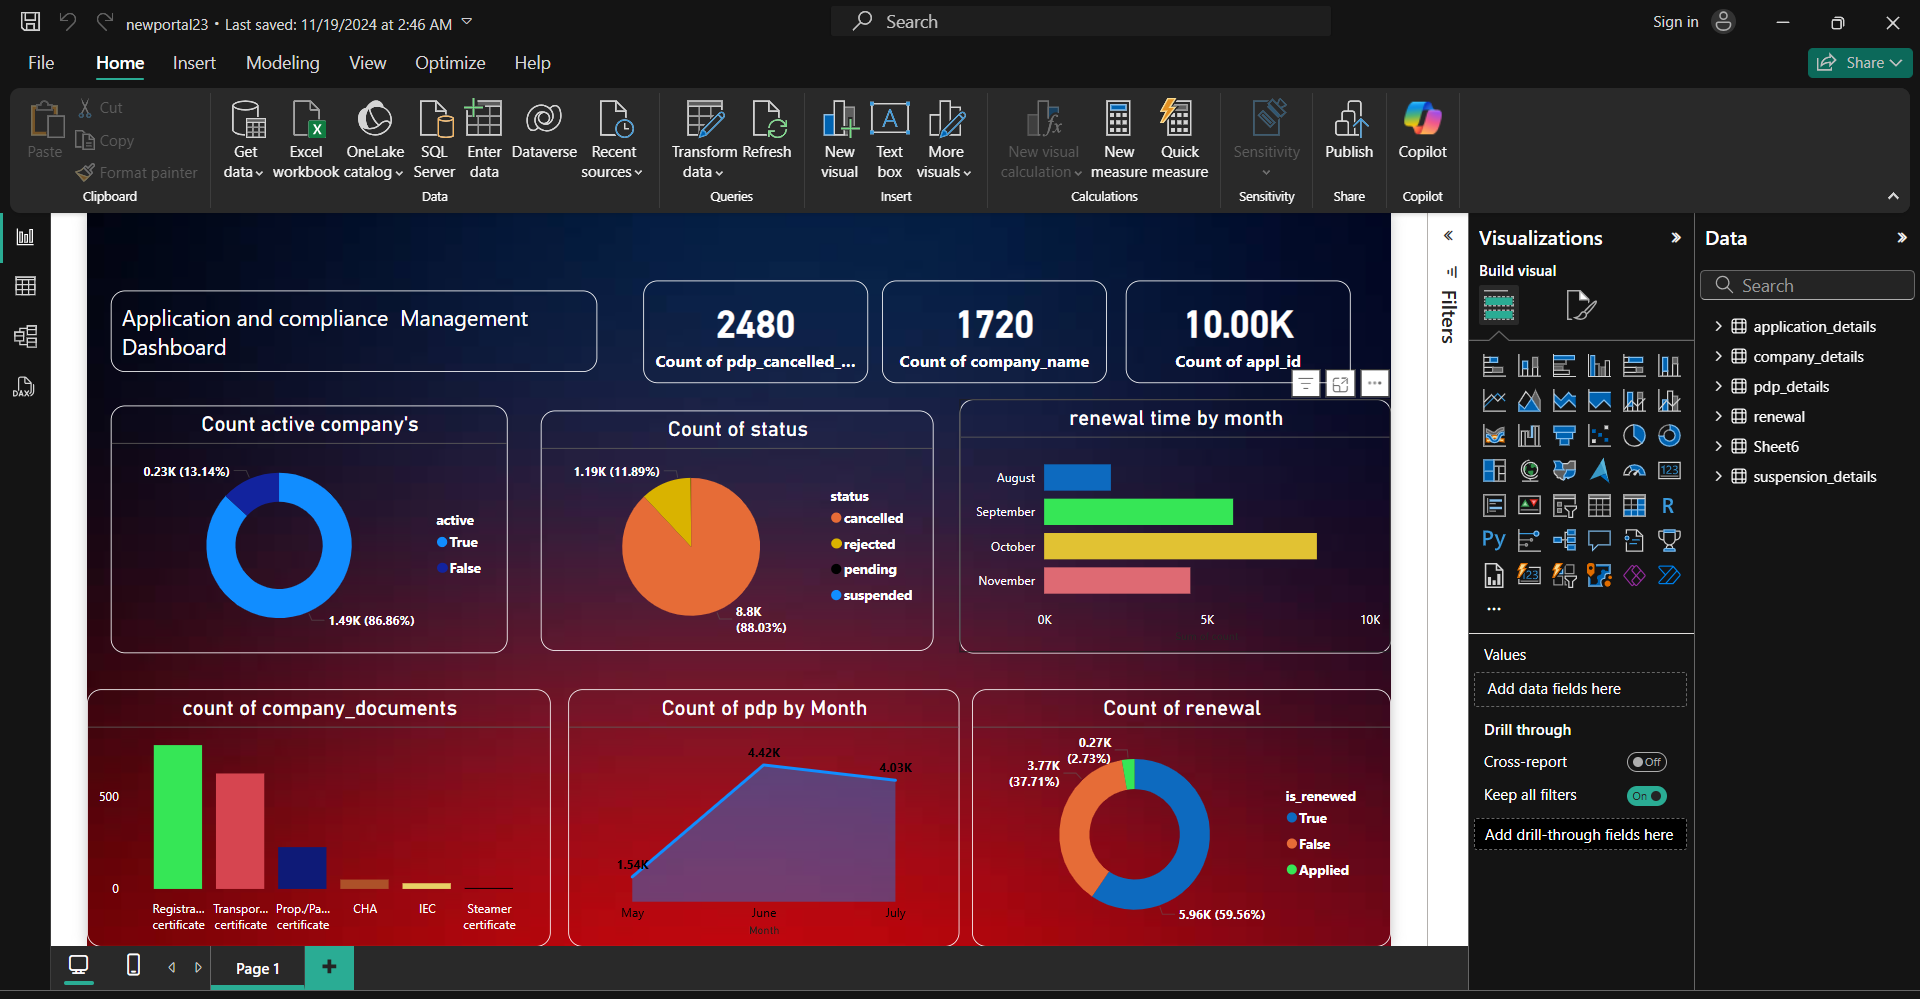 newportal23 • Last saved: 11/19/2024 at 2:46 AM
Search
Sign in
File
Home
Insert
Modeling
View
Optimize
Help
Share
Paste
Cut
Copy
Format painter
Clipboard
Get data
Excel workbook
OneLake catalog
SQL Server
Enter data
Dataverse
Recent sources
Data
Transform data
Refresh
Queries
New visual
Text box
More visuals
Insert
New visual calculation
New measure
Quick measure
Calculations
Sensitivity
Sensitivity
Publish
Share
Copilot
Copilot
Application and compliance Management
Dashboard
2480
Count of pdp_cancelled_...
1720
Count of company_name
10.00K
Count of appl_id
Count active company's
0.23K (13.14%)
1.49K (86.86%)
active
True
False
Count of status
1.19K (11.89%)
8.8K
(88.03%)
status
cancelled
rejected
pending
suspended
renewal time by month
August
September
October
November
0K
5K
10K
count of company_documents
500
0
Registra...
certificate
Transpor...
certificate
Prop./Pa...
certificate
CHA
IEC
Steamer
certificate
Count of pdp by Month
1.54K
4.42K
4.03K
May
June
July
Month
Count of renewal
0.27K
(2.73%)
3.77K
(37.71%)
5.96K (59.56%)
is_renewed
True
False
Applied
Filters
Visualizations
Build visual
123
R
Py
123
Values
Add data fields here
Drill through
Cross-report
Off
Keep all filters
On
Add drill-through fields here
Data
Search
application_details
company_details
pdp_details
renewal
Sheet6
suspension_details
DAX
Page 1